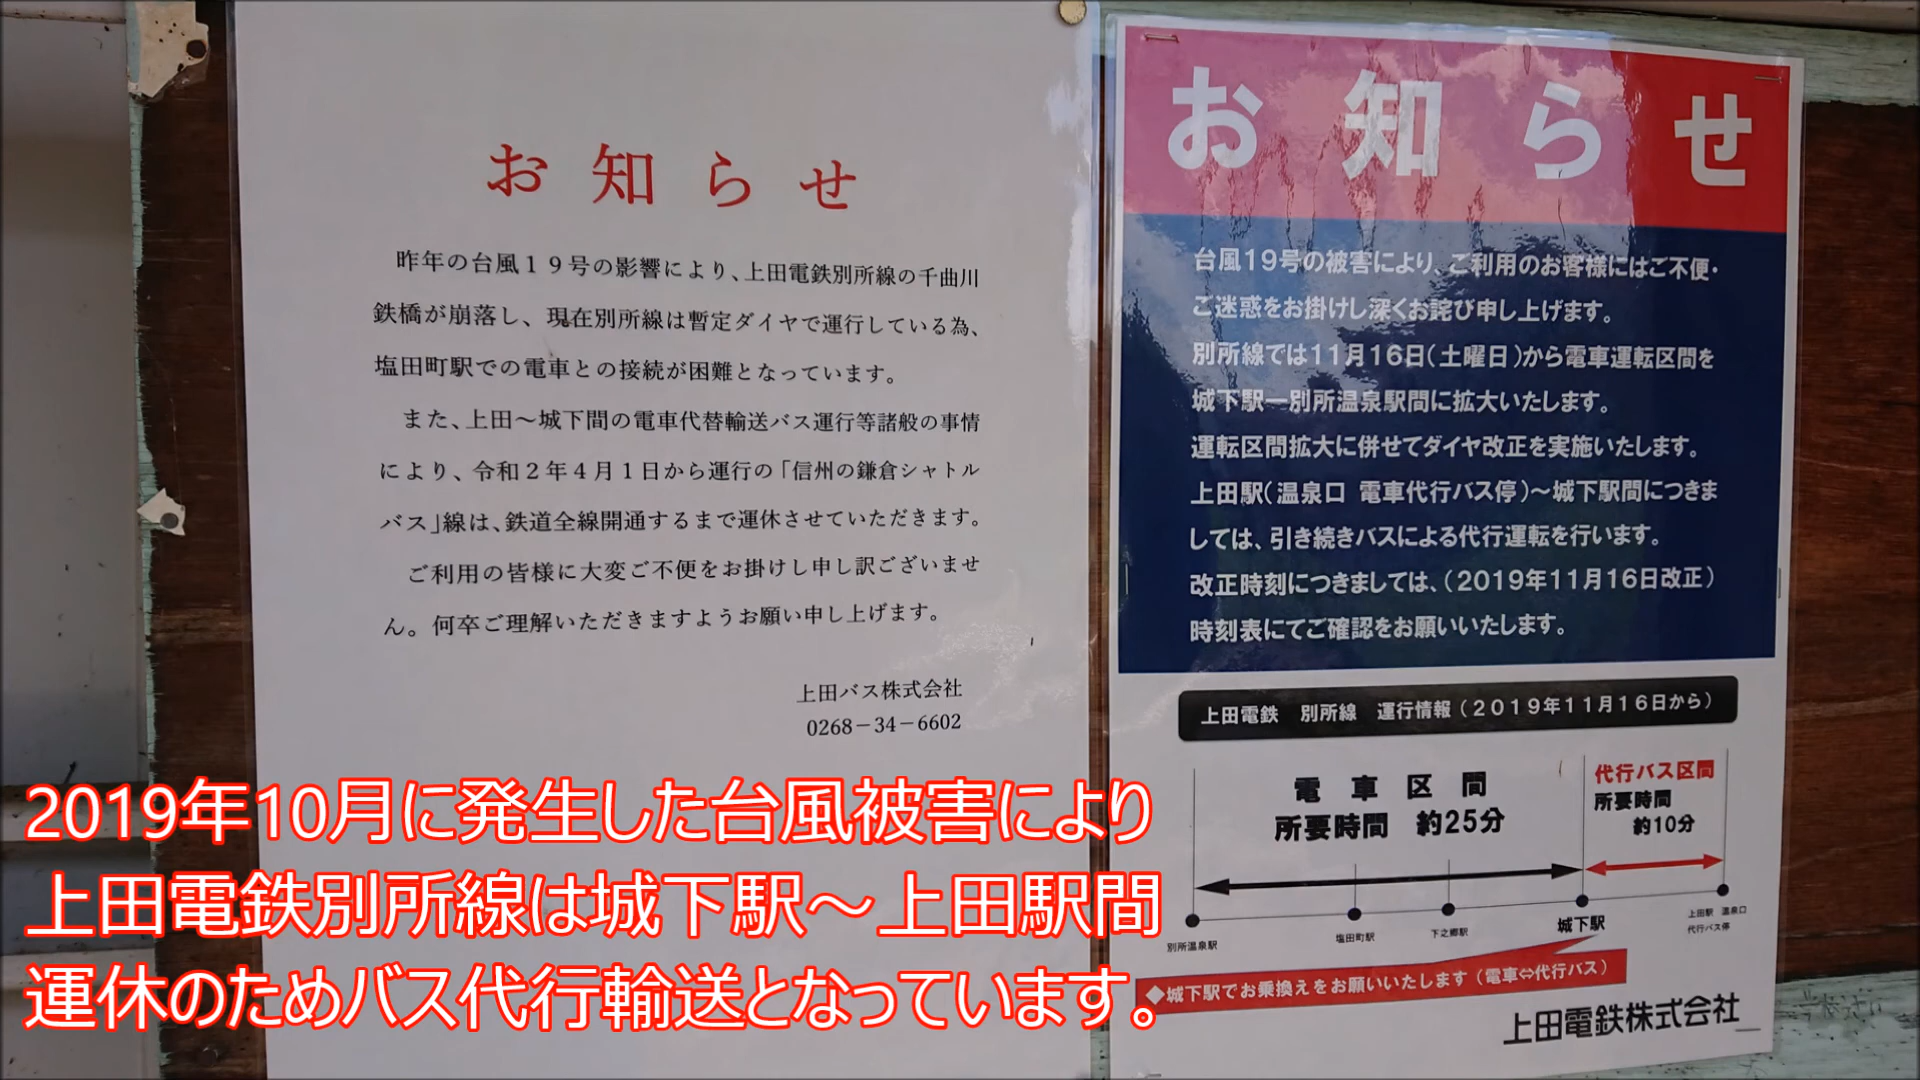 お知らせ
昨年の台風１９号の影響により、上田電鉄別所線の千曲川
鉄橋が崩落し、現在別所線は暫定ダイヤで運行している為、
塩田町駅での電車との接続が困難となっています。
また、上田～城下間の電車代替輸送バス運行等諸般の事情
により、令和２年４月１日から運行の「信州の鎌倉シャトル
バス」線は、鉄道全線開通するまで運休させていただきます。
ご利用の皆様に大変ご不便をお掛けし申し訳ございませ
ん。何卒ご理解いただきますようお願い申し上げます。
上田バス株式会社
0268－34－6602
お知らせ
台風19号の被害により、ご利用のお客様にはご不便・
ご迷惑をお掛けし深くお詫び申し上げます。
別所線では11月16日（土曜日）から電車運転区間を
城下駅―別所温泉駅間に拡大いたします。
運転区間拡大に併せてダイヤ改正を実施いたします。
上田駅（温泉口 電車代行バス停）～城下駅間につきま
しては、引き続きバスによる代行運転を行います。
改正時刻につきましては、（2019年11月16日改正）
時刻表にてご確認をお願いいたします。
上田電鉄 別所線 運行情報（２０１９年１１月１６日から）
電車区間
所要時間 約25分
代行バス区間
所要時間
約10分
別所温泉駅
塩田町駅
下之郷駅
城下駅
上田駅 温泉口
代行バス停
◆城下駅でお乗換えをお願いいたします（電車⇔代行バス）
上田電鉄株式会社
2019年10月に発生した台風被害により
上田電鉄別所線は城下駅～上田駅間
運休のためバス代行輸送となっています。